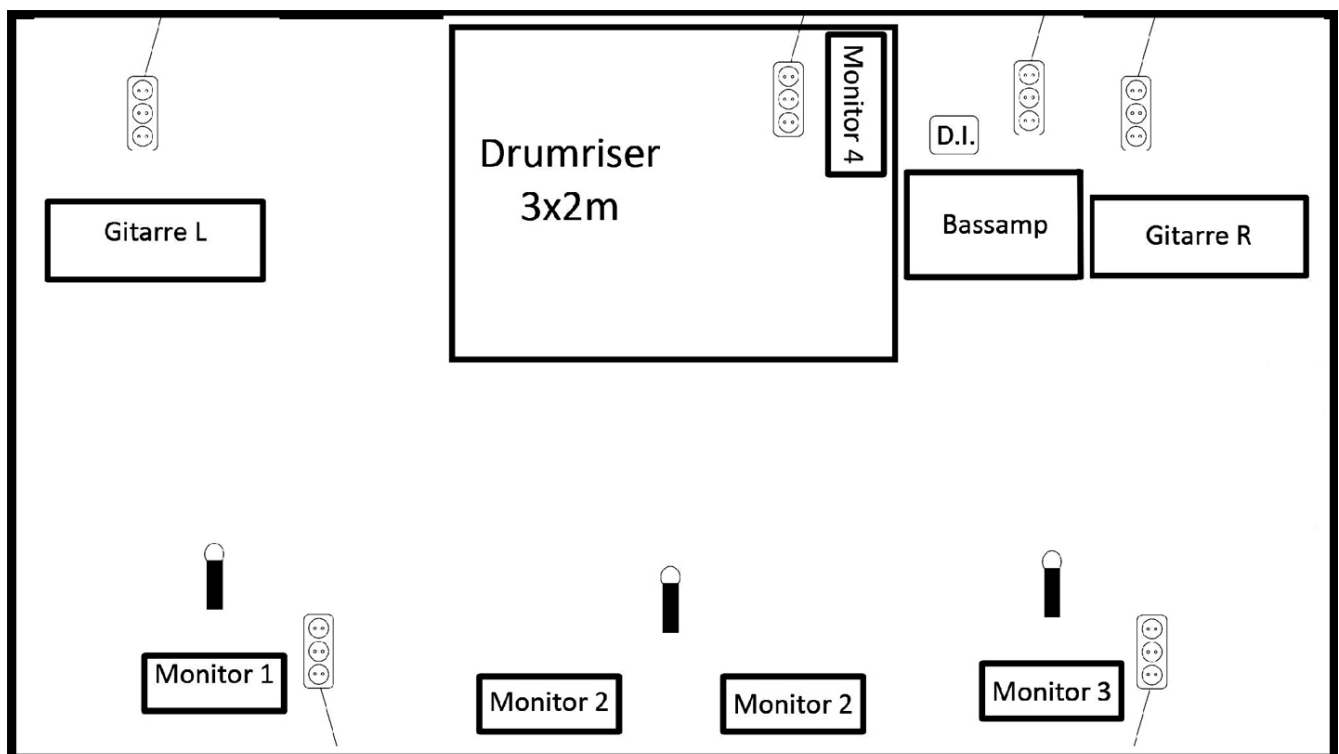 Monitor 4
D.I.
Drumriser
3x2m
Gitarre L
Bassamp
Gitarre R
Monitor 1
Monitor 2
Monitor 2
Monitor 3